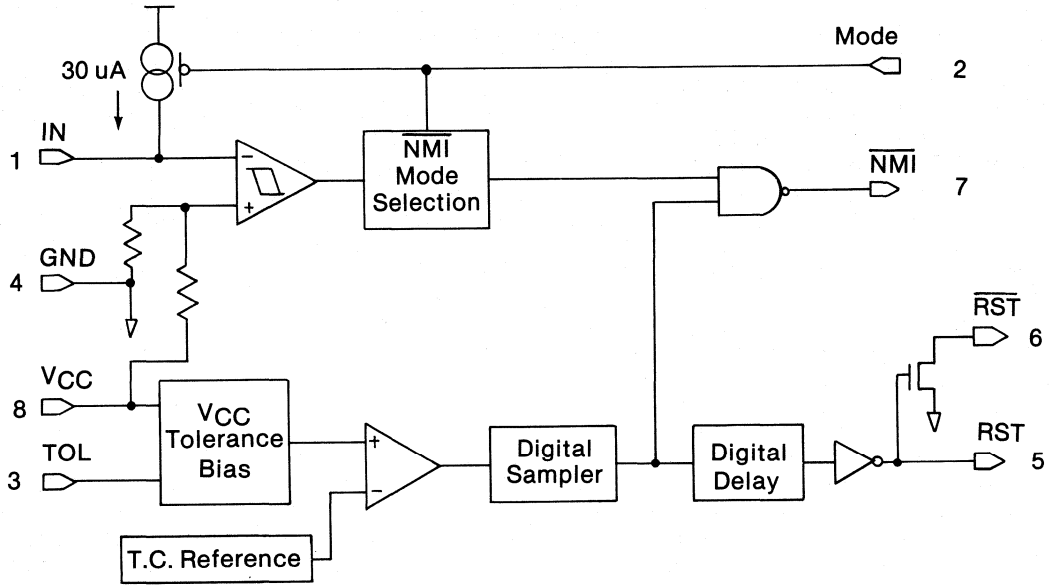 Mode
2
30 uA
IN
1
NMI
Mode
Selection
NMI
7
GND
4
RST
6
VCC
8
VCC
Tolerance
Bias
TOL
3
Digital
Sampler
Digital
Delay
RST
5
T.C. Reference
+
−
+
−